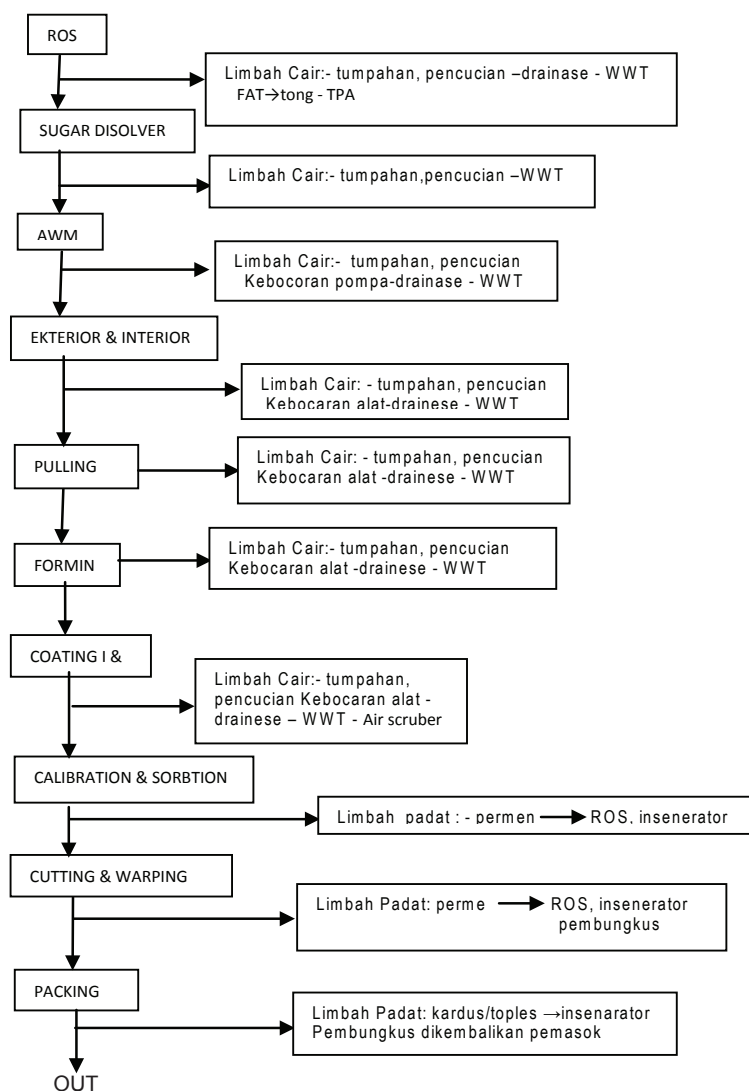 ROS
Limbah Cair:- tumpahan, pencucian –drainase - WWT
FAT→tong - TPA
SUGAR DISOLVER
Limbah Cair:- tumpahan,pencucian –WWT
AWM
Limbah Cair:- tumpahan, pencucian
Kebocoran pompa-drainase - WWT
EKTERIOR & INTERIOR
Limbah Cair: - tumpahan, pencucian
Kebocaran alat-drainese - WWT
PULLING
Limbah Cair: - tumpahan, pencucian
Kebocaran alat -drainese - WWT
FORMIN
Limbah Cair:- tumpahan, pencucian
Kebocaran alat -drainese - WWT
COATING I &
Limbah Cair:- tumpahan,
pencucian Kebocaran alat -
drainese – WWT - Air scruber
CALIBRATION & SORBTION
Limbah padat : - permen → ROS, insenerator
CUTTING & WARPING
Limbah Padat: perme → ROS, insenerator
pembungkus
PACKING
Limbah Padat: kardus/toples →insenarator
Pembungkus dikembalikan pemasok
OUT